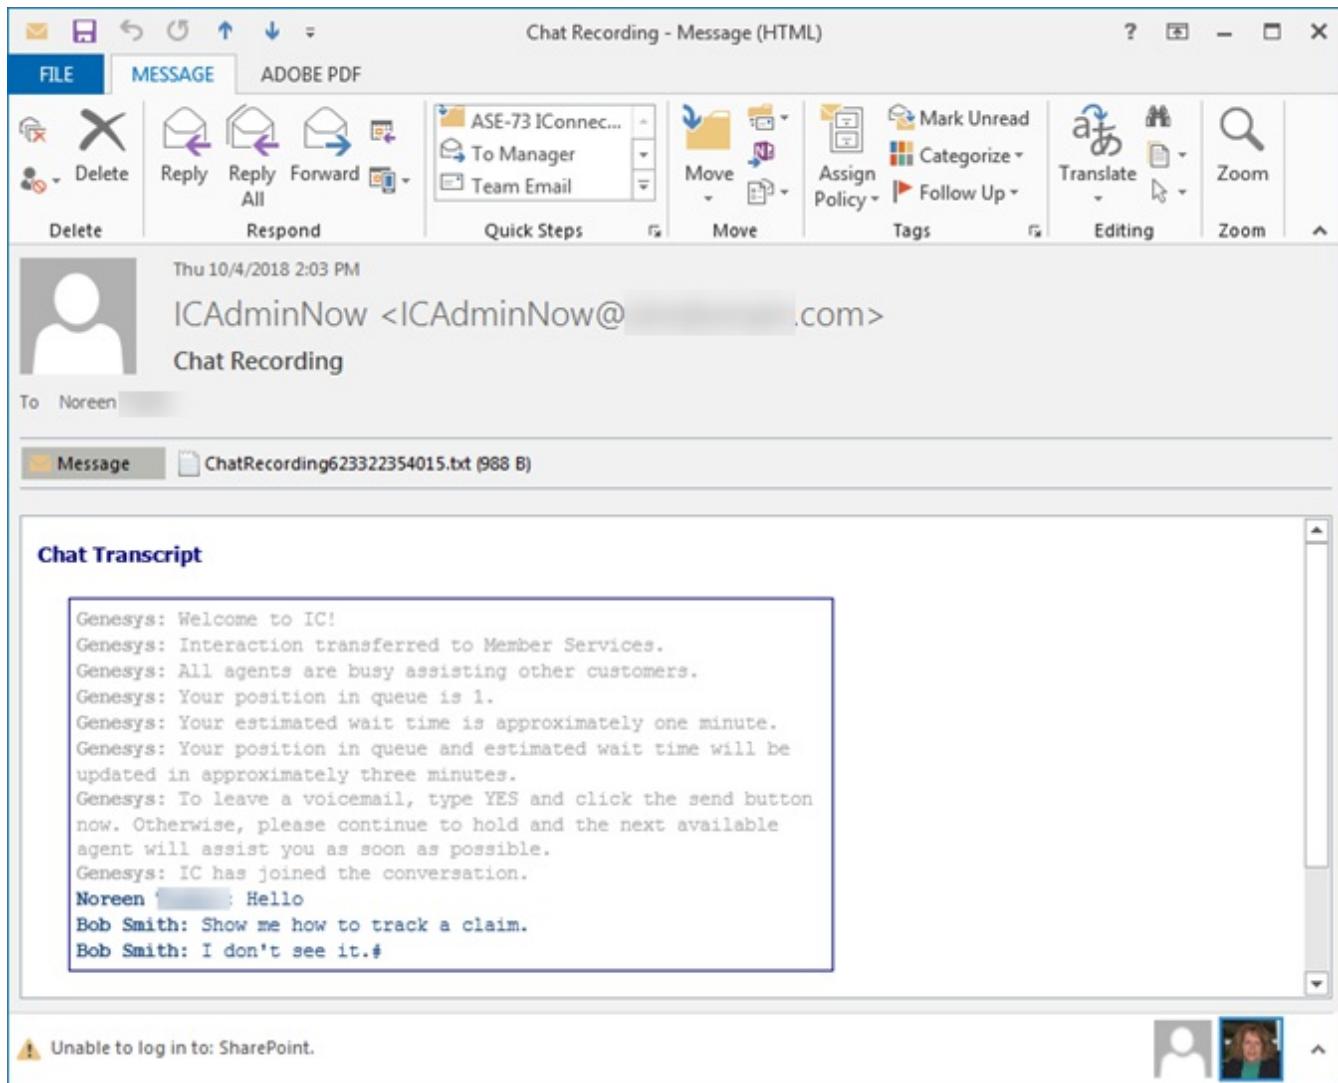 Chat Recording - Message (HTML)
?
FILE
MESSAGE
ADOBE PDF
Delete
Reply
Reply All
Forward
ASE-73 IConnec...
To Manager
Team Email
Move
Assign Policy
Mark Unread
Categorize
Follow Up
Translate
Zoom
Delete
Respond
Quick Steps
Move
Tags
Editing
Zoom
Thu 10/4/2018 2:03 PM
ICAdminNow <ICAdminNow@ .com>
Chat Recording
To Noreen
Message
ChatRecording623322354015.txt (988 B)
Chat Transcript
Genesys: Welcome to IC!
Genesys: Interaction transferred to Member Services.
Genesys: All agents are busy assisting other customers.
Genesys: Your position in queue is 1.
Genesys: Your estimated wait time is approximately one minute.
Genesys: Your position in queue and estimated wait time will be
updated in approximately three minutes.
Genesys: To leave a voicemail, type YES and click the send button
now. Otherwise, please continue to hold and the next available
agent will assist you as soon as possible.
Genesys: IC has joined the conversation.
Noreen : Hello
Bob Smith: Show me how to track a claim.
Bob Smith: I don't see it.#
Unable to log in to: SharePoint.